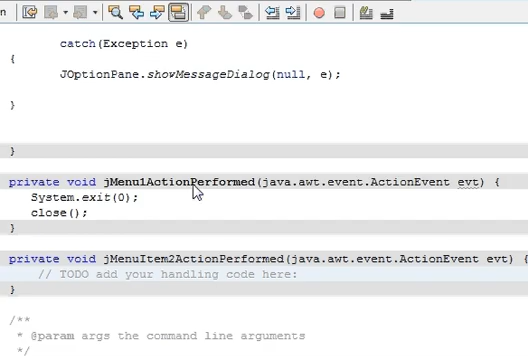 n
catch(Exception e)
{
JOptionPane.showMessageDialog(null, e);
}
}
private void jMenu1ActionPerformed(java.awt.event.ActionEvent evt) {
System.exit(0);
close();
}
private void jMenuItem2ActionPerformed(java.awt.event.ActionEvent evt) {
// TODO add your handling code here:
}
/**
* @param args the command line arguments
*/